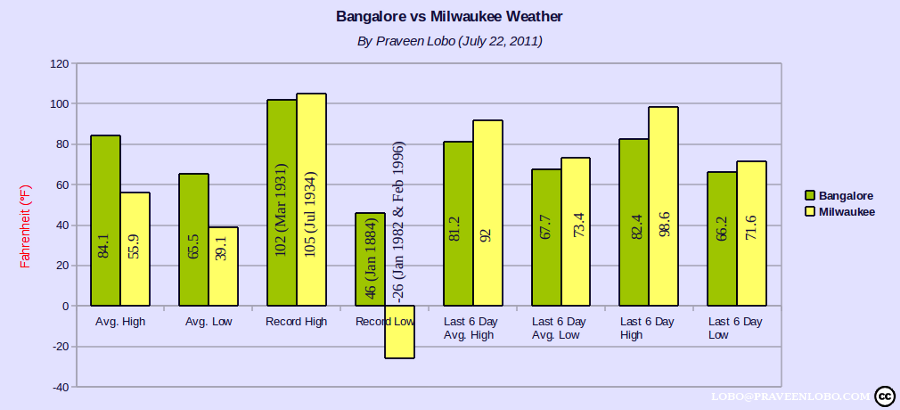 Bangalore vs Milwaukee Weather
By Praveen Lobo (July 22, 2011)
Fahrenheit (°F)
120
100
80
60
40
20
0
-20
-40
84.1
55.9
65.5
39.1
102 (Mar 1931)
105 (Jul 1934)
46 (Jan 1884)
-26 (Jan 1982 & Feb 1996)
81.2
92
67.7
73.4
82.4
98.6
66.2
71.6
Avg. High
Avg. Low
Record High
Record Low
Last 6 Day
Avg. High
Last 6 Day
Avg. Low
Last 6 Day
High
Last 6 Day
Low
Bangalore
Milwaukee
LOBO@PRAVEENLOBO.COM
cc